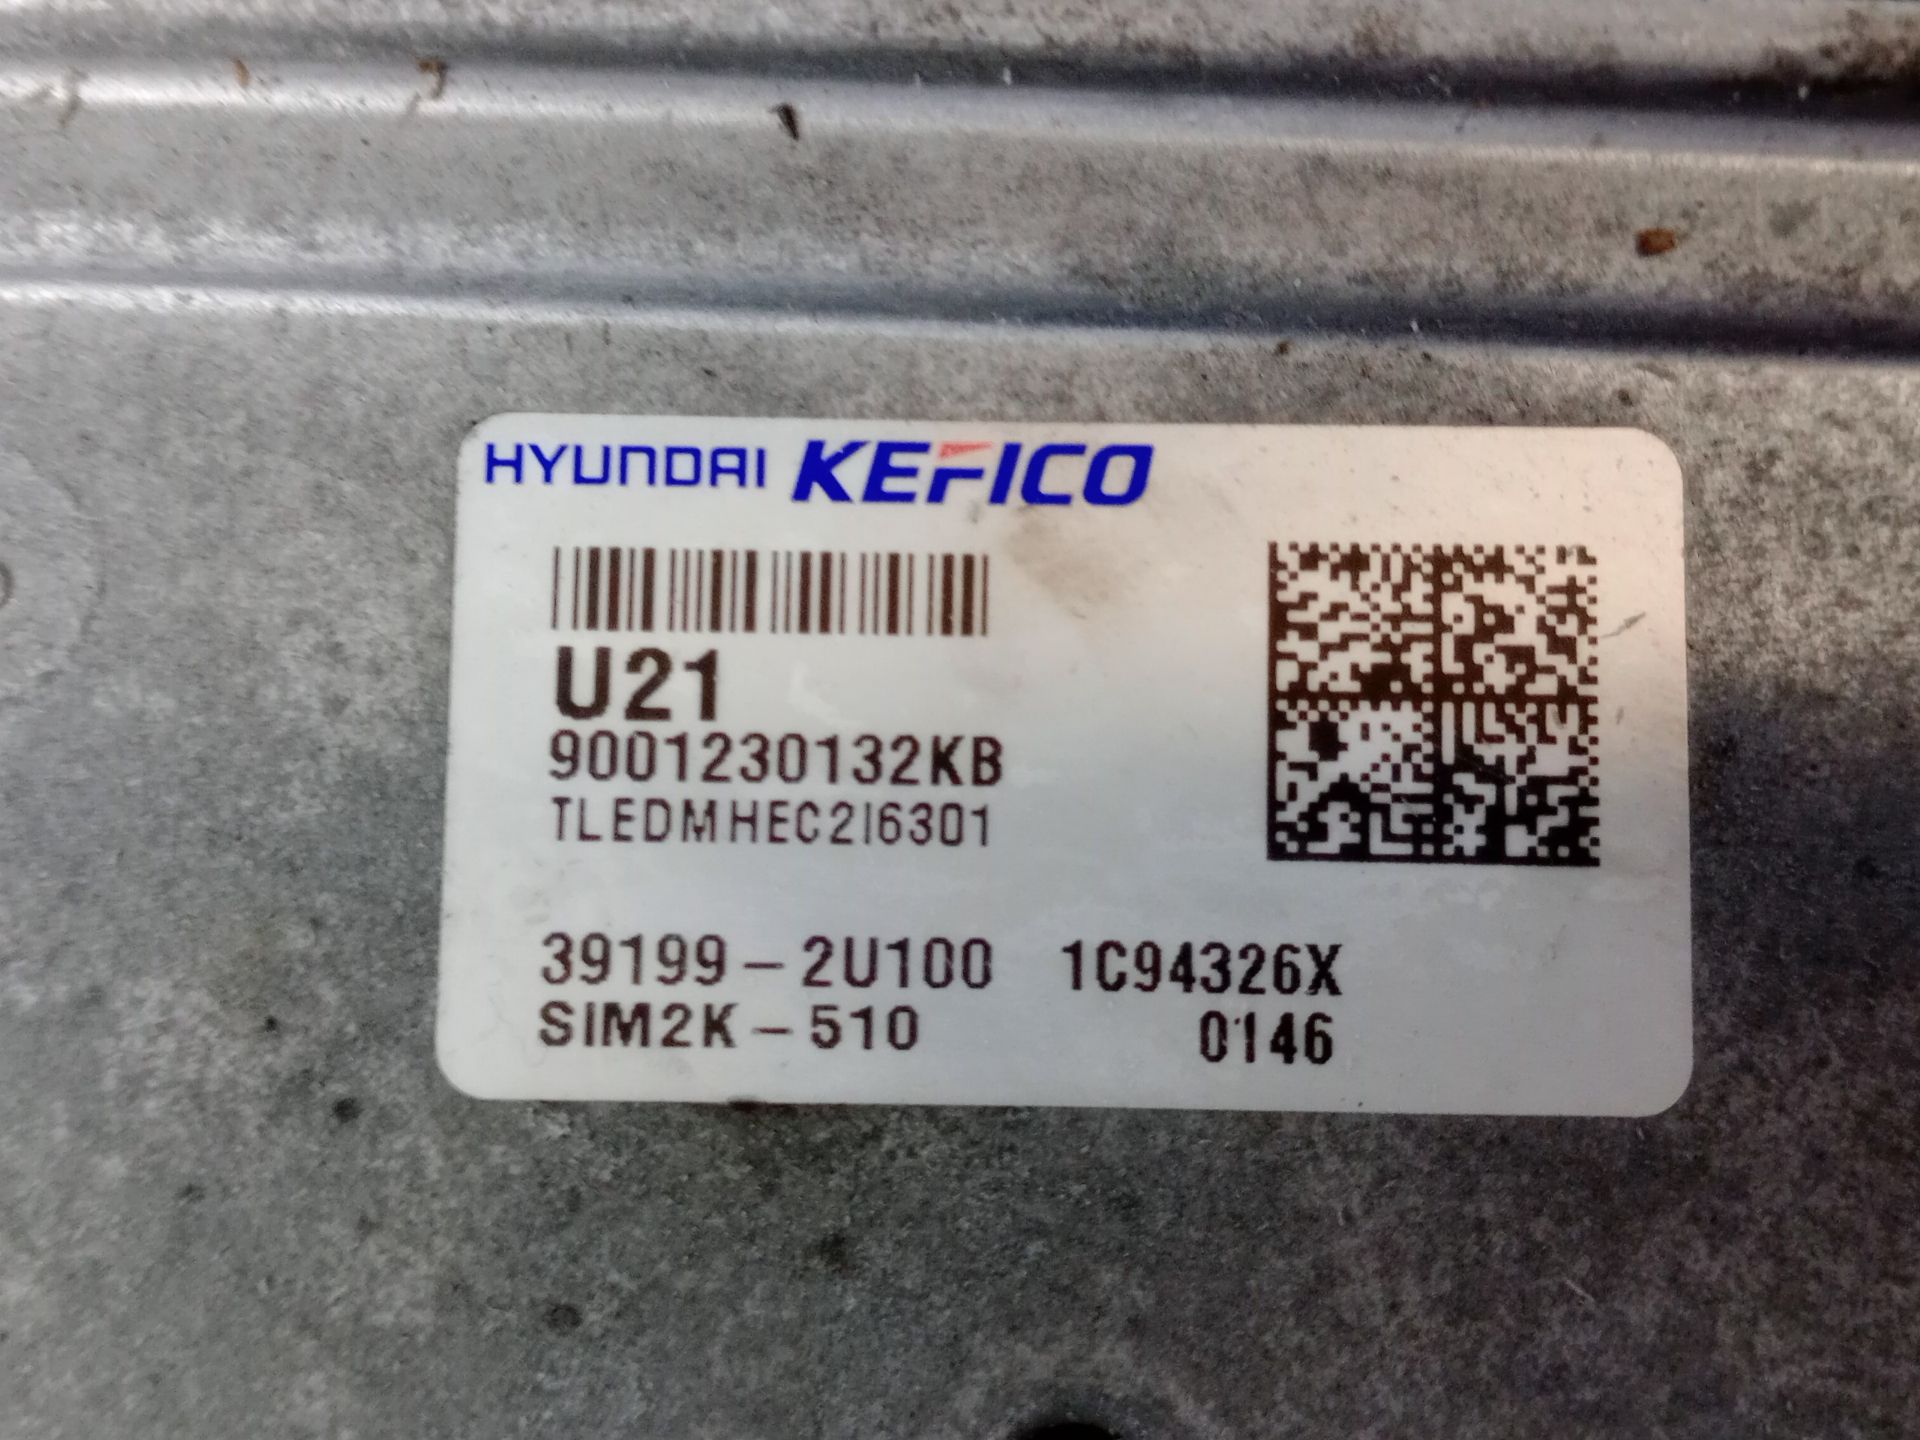 HYUNDAI KEFICO
U21
9001230132KB
TLEDMHEC2I6301
39199-2U100 1C94326X
SIM2K-510 0146